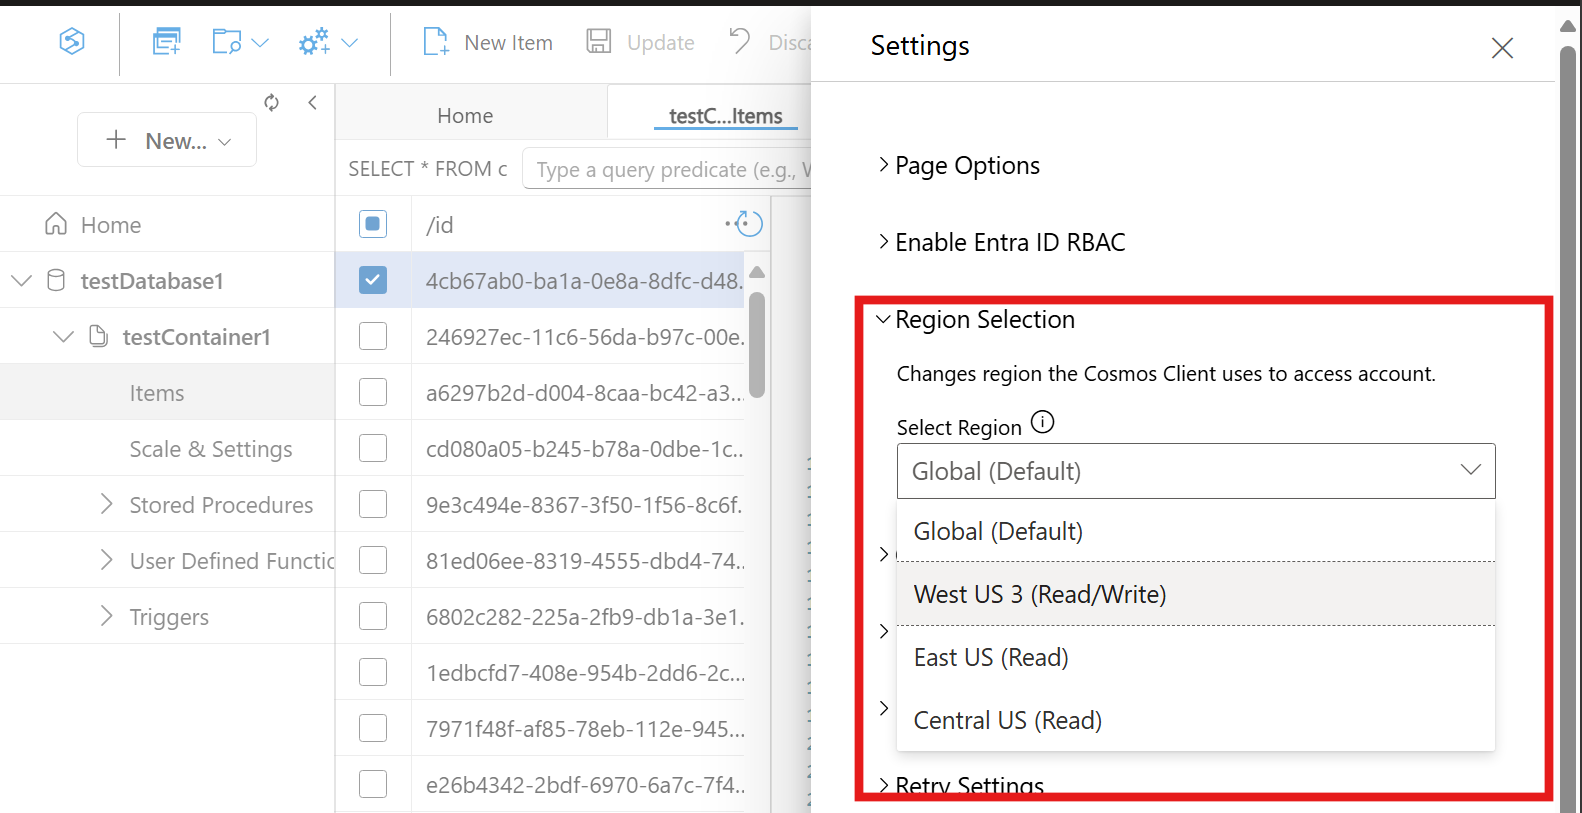 New Item
Update
Disca
Settings
New...
Home
testC...Items
SELECT * FROM c
Type a query predicate (e.g., W
Page Options
Home
/id
Enable Entra ID RBAC
testDatabase1
4cb67ab0-ba1a-0e8a-8dfc-d48...
testContainer1
246927ec-11c6-56da-b97c-00e...
Region Selection
Changes region the Cosmos Client uses to access account.
Items
a6297b2d-d004-8caa-bc42-a3...
Select Region
Scale & Settings
cd080a05-b245-b78a-0dbe-1c...
Global (Default)
Stored Procedures
9e3c494e-8367-3f50-1f56-8c6f...
Global (Default)
User Defined Functio
81ed06ee-8319-4555-dbd4-74...
West US 3 (Read/Write)
Triggers
6802c282-225a-2fb9-db1a-3e1...
East US (Read)
1edbcfd7-408e-954b-2dd6-2c...
Central US (Read)
7971f48f-af85-78eb-112e-945...
e26b4342-2bdf-6970-6a7c-7f4...
Retry Settings